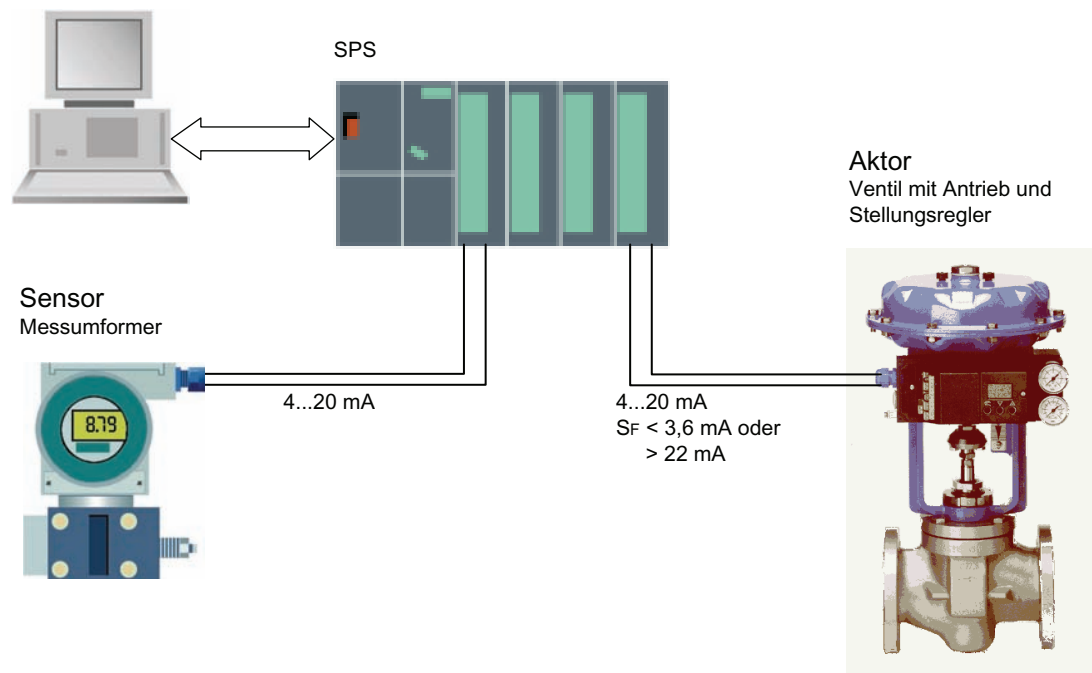 SPS
Aktor
Ventil mit Antrieb und
Stellungsregler
Sensor
Messumformer
8.79
4...20 mA
4...20 mA
SF < 3,6 mA oder
> 22 mA